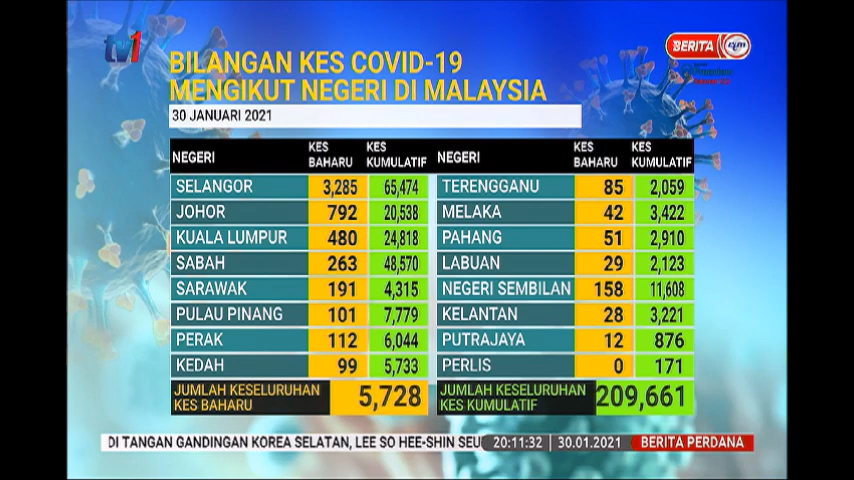 tv1
BERITA rtm
BILANGAN KES COVID-19
MENGIKUT NEGERI DI MALAYSIA
30 JANUARI 2021
NEGERI KES BAHARU KES KUMULATIF NEGERI KES BAHARU KES KUMULATIF
SELANGOR 3,285 65,474 TERENGGANU 85 2,059
JOHOR 792 20,538 MELAKA 42 3,422
KUALA LUMPUR 480 24,818 PAHANG 51 2,910
SABAH 263 48,570 LABUAN 29 2,123
SARAWAK 191 4,315 NEGERI SEMBILAN 158 11,608
PULAU PINANG 101 7,779 KELANTAN 28 3,221
PERAK 112 6,044 PUTRAJAYA 12 876
KEDAH 99 5,733 PERLIS 0 171
JUMLAH KESELURUHAN KES BAHARU 5,728 JUMLAH KESELURUHAN KES KUMULATIF 209,661
DI TANGAN GANDINGAN KOREA SELATAN, LEE SO HEE-SHIN SEU 20:11:32 30.01.2021 BERITA PERDANA